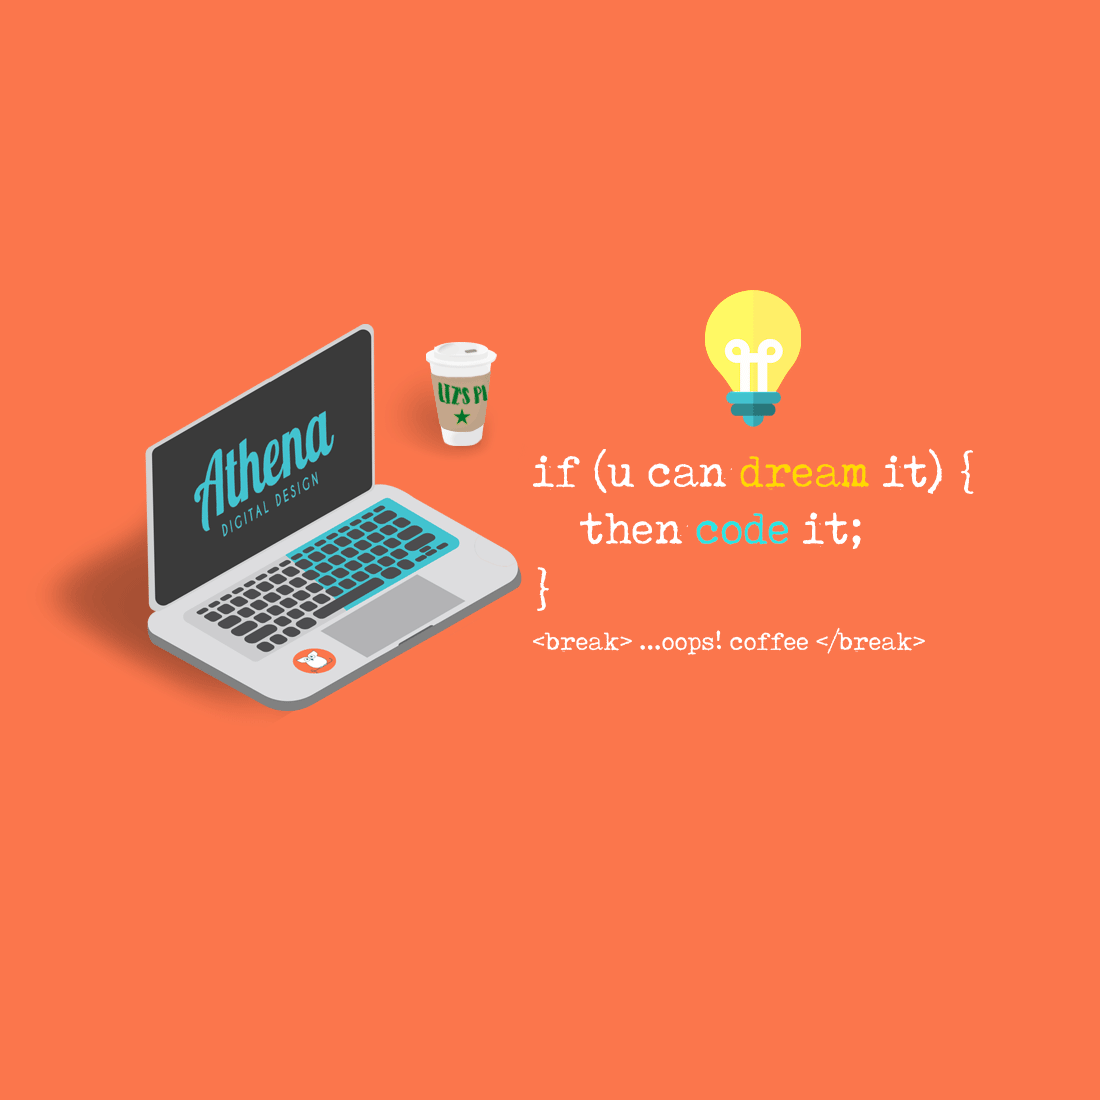 Athena
DIGITAL DESIGN
LIZ'S PL
if (u can dream it) {
then code it;
}
<break> ...oops! coffee </break>